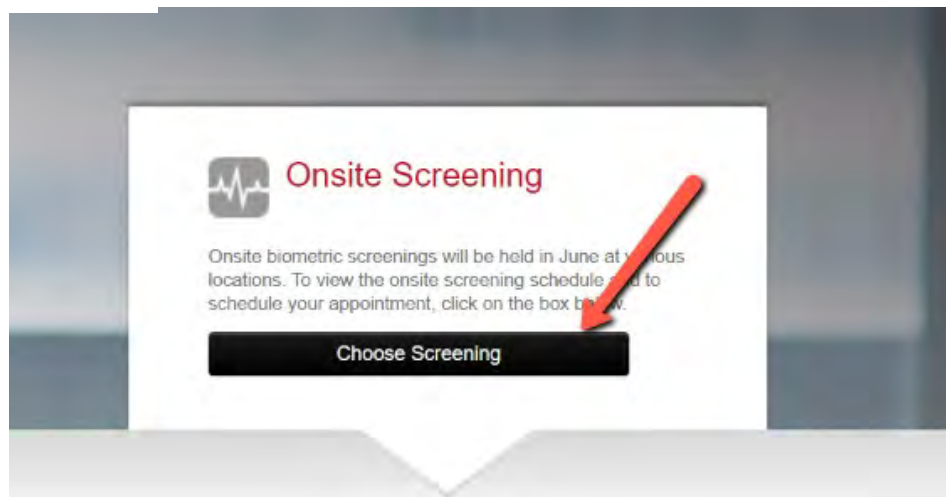 Onsite Screening
Onsite biometric screenings will be held in June at
locations. To view the onsite screening schedule to
schedule your appointment, click on the box
Choose Screening